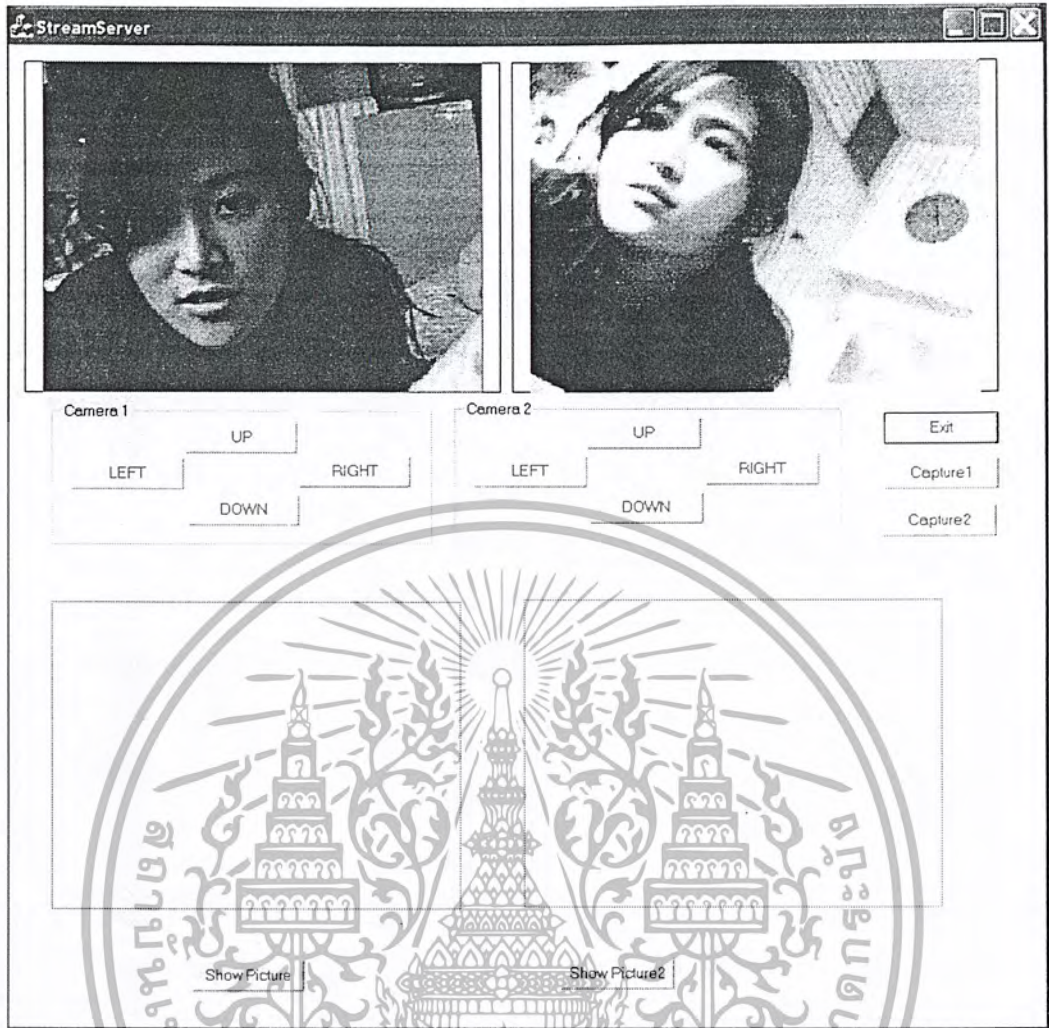 StreamServer
Camera 1
UP
LEFT
RIGHT
DOWN
Camera 2
UP
LEFT
RIGHT
DOWN
Exit
Capture1
Capture2
Show Picture
Show Picture2